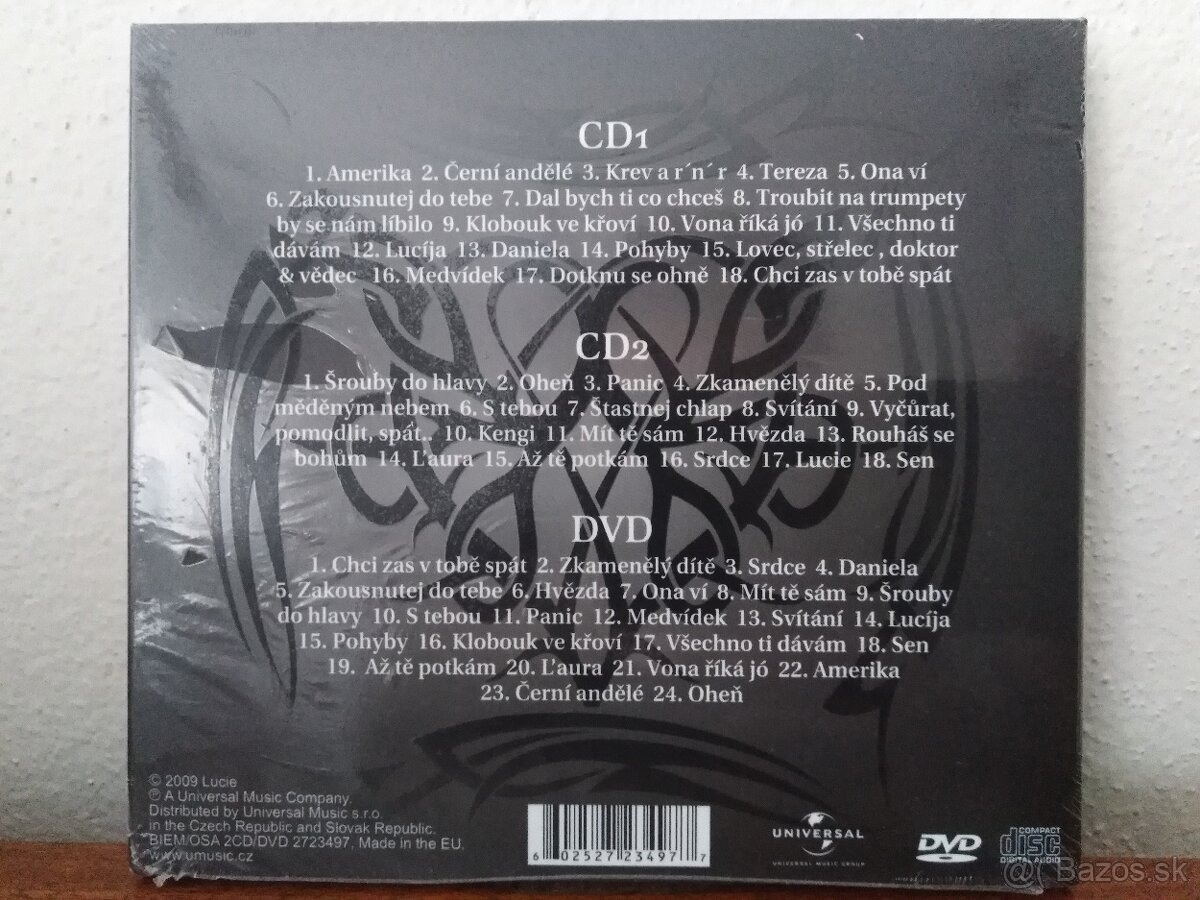 CD1
1. Amerika 2. Černí andělé 3. Krev a r´n´r 4. Tereza 5. Ona ví
6. Zakousnutej do tebe 7. Dal bych ti co chceš 8. Troubit na trumpety
by se nám líbilo 9. Klobouk ve křoví 10. Vona říká jó 11. Všechno ti
dávám 12. Lucíja 13. Daniela 14. Pohyby 15. Lovec, střelec , doktor
& vědec 16. Medvídek 17. Dotknu se ohně 18. Chci zas v tobě spát
CD2
1. Šrouby do hlavy 2. Oheň 3. Panic 4. Zkamenělý dítě 5. Pod
měděným nebem 6. S tebou 7. Štastnej chlap 8. Svítání 9. Vyčůrat,
pomodlit, spát.. 10. Kengi 11. Mít tě sám 12. Hvězda 13. Rouháš se
bohům 14. L'aura 15. Až tě potkám 16. Srdce 17. Lucie 18. Sen
DVD
1. Chci zas v tobě spát 2. Zkamenělý dítě 3. Srdce 4. Daniela
5. Zakousnutej do tebe 6. Hvězda 7. Ona ví 8. Mít tě sám 9. Šrouby
do hlavy 10. S tebou 11. Panic 12. Medvídek 13. Svítání 14. Lucíja
15. Pohyby 16. Klobouk ve křoví 17. Všechno ti dávám 18. Sen
19. Až tě potkám 20. L'aura 21. Vona říká jó 22. Amerika
23. Černí andělé 24. Oheň
© 2009 Lucie
℗ A Universal Music Company.
Distributed by Universal Music s.r.o.
in the Czech Republic and Slovak Republic.
BIEM/OSA 2CD/DVD 2723497, Made in the EU.
www.umusic.cz
6 02527 23497 7
UNIVERSAL
UNIVERSAL MUSIC GROUP
DVD
COMPACT
disc
DIGITAL AUDIO
@ Bazos.sk